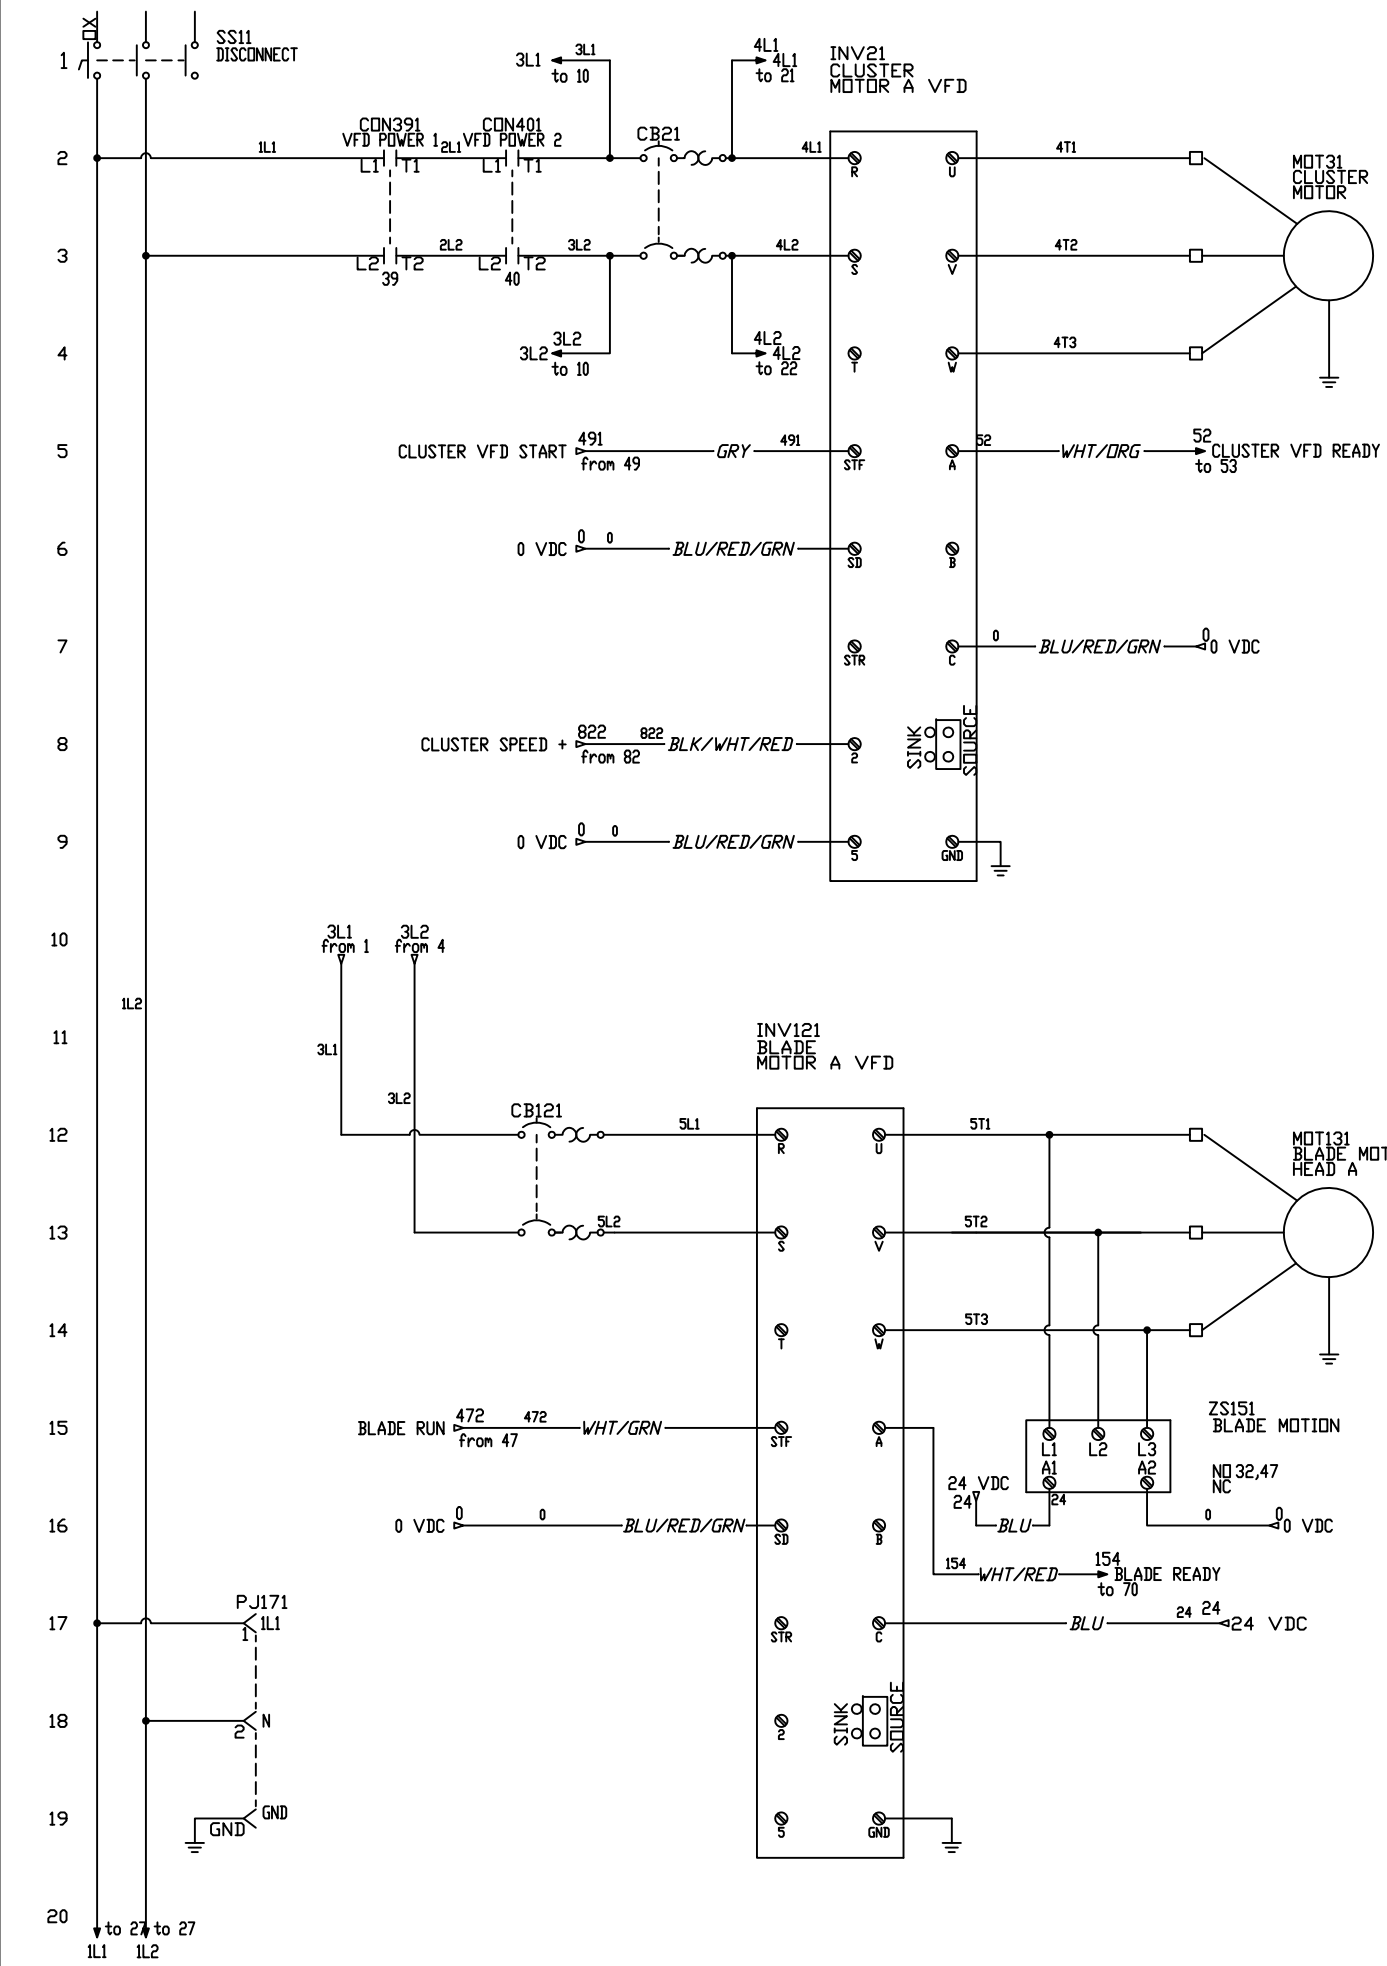 OX
SS11
DISCONNECT
1
3L1
3L1
to 10
4L1
4L1
to 21
INV21
CLUSTER
MOTOR A VFD
CON391
VFD POWER 1
CON401
VFD POWER 2
CB21
2
1L1
L1
T1
2L1
L1
T1
4L1
R
U
4T1
MOT31
CLUSTER
MOTOR
3
L2
T2
39
2L2
L2
T2
40
3L2
4L2
S
V
4T2
4
3L2
3L2
to 10
4L2
4L2
to 22
T
W
4T3
5
CLUSTER VFD START
491
from 49
GRY
491
STF
A
52
WHT/ORG
52
CLUSTER VFD READY
to 53
6
0 VDC
0
0
BLU/RED/GRN
SD
B
7
STR
C
0
BLU/RED/GRN
0
0 VDC
8
CLUSTER SPEED +
822
from 82
822
BLK/WHT/RED
2
SINK
SOURCE
9
0 VDC
0
0
BLU/RED/GRN
5
GND
10
3L1
from 1
3L2
from 4
1L2
11
3L1
3L2
INV121
BLADE
MOTOR A VFD
12
CB121
5L1
R
U
5T1
MOT131
BLADE MOT
HEAD A
13
5L2
S
V
5T2
14
T
W
5T3
15
BLADE RUN
472
from 47
472
WHT/GRN
STF
A
L1
L2
L3
A1
A2
ZS151
BLADE MOTION
NO 32,47
NC
16
0 VDC
0
0
BLU/RED/GRN
SD
B
24 VDC
24
BLU
24
0
0
0 VDC
154
WHT/RED
154
BLADE READY
to 70
17
PJ171
1
1L1
STR
C
BLU
24
24
24 VDC
18
2
N
2
SINK
SOURCE
19
GND
GND
5
GND
20
to 27
to 27
1L1
1L2